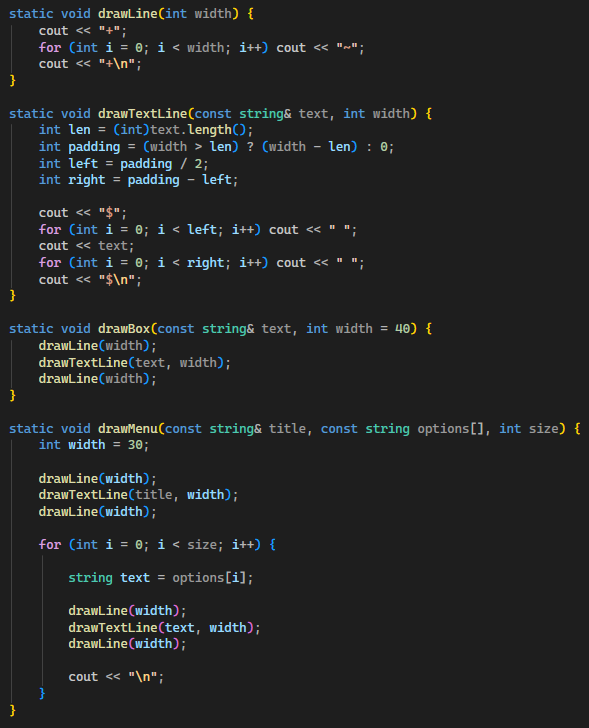 static void drawLine(int width) {
    cout << "+";
    for (int i = 0; i < width; i++) cout << "~";
    cout << "+\n";
}

static void drawTextLine(const string& text, int width) {
    int len = (int)text.length();
    int padding = (width > len) ? (width - len) : 0;
    int left = padding / 2;
    int right = padding - left;

    cout << "$";
    for (int i = 0; i < left; i++) cout << " ";
    cout << text;
    for (int i = 0; i < right; i++) cout << " ";
    cout << "$\n";
}

static void drawBox(const string& text, int width = 40) {
    drawLine(width);
    drawTextLine(text, width);
    drawLine(width);
}

static void drawMenu(const string& title, const string options[], int size) {
    int width = 30;

    drawLine(width);
    drawTextLine(title, width);
    drawLine(width);

    for (int i = 0; i < size; i++) {

        string text = options[i];

        drawLine(width);
        drawTextLine(text, width);
        drawLine(width);

        cout << "\n";
    }
}